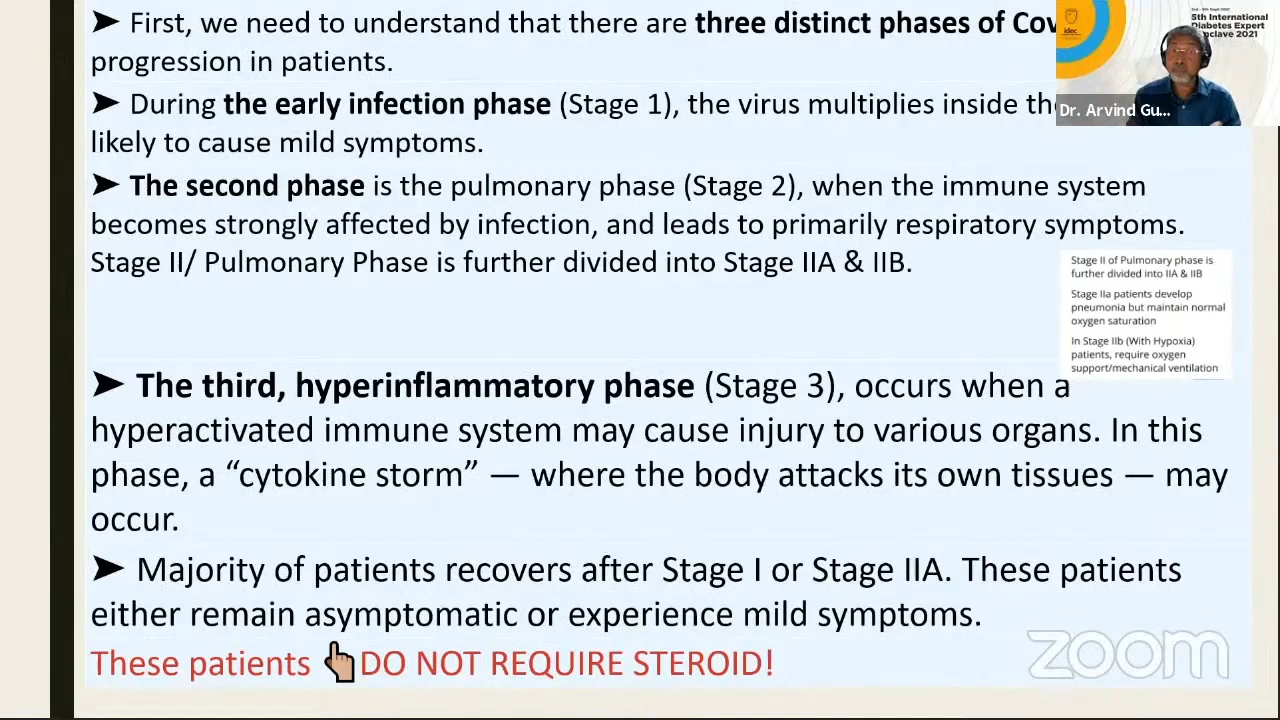 ➤ First, we need to understand that there are three distinct phases of Cov
progression in patients.
➤ During the early infection phase (Stage 1), the virus multiplies inside the
likely to cause mild symptoms.
➤ The second phase is the pulmonary phase (Stage 2), when the immune system
becomes strongly affected by infection, and leads to primarily respiratory symptoms.
Stage II/ Pulmonary Phase is further divided into Stage IIA & IIB.
Stage II of Pulmonary phase is
further divided into IIA & IIB
Stage IIa patients develop
pneumonia but maintain normal
oxygen saturation
In Stage IIb (With Hypoxia)
patients, require oxygen
support/mechanical ventilation
➤ The third, hyperinflammatory phase (Stage 3), occurs when a
hyperactivated immune system may cause injury to various organs. In this
phase, a “cytokine storm” — where the body attacks its own tissues — may
occur.
➤ Majority of patients recovers after Stage I or Stage IIA. These patients
either remain asymptomatic or experience mild symptoms.
These patients 👆DO NOT REQUIRE STEROID!
idec
5th International
Diabetes Expert
nclave 2021
Dr. Arvind Gu...
zoom